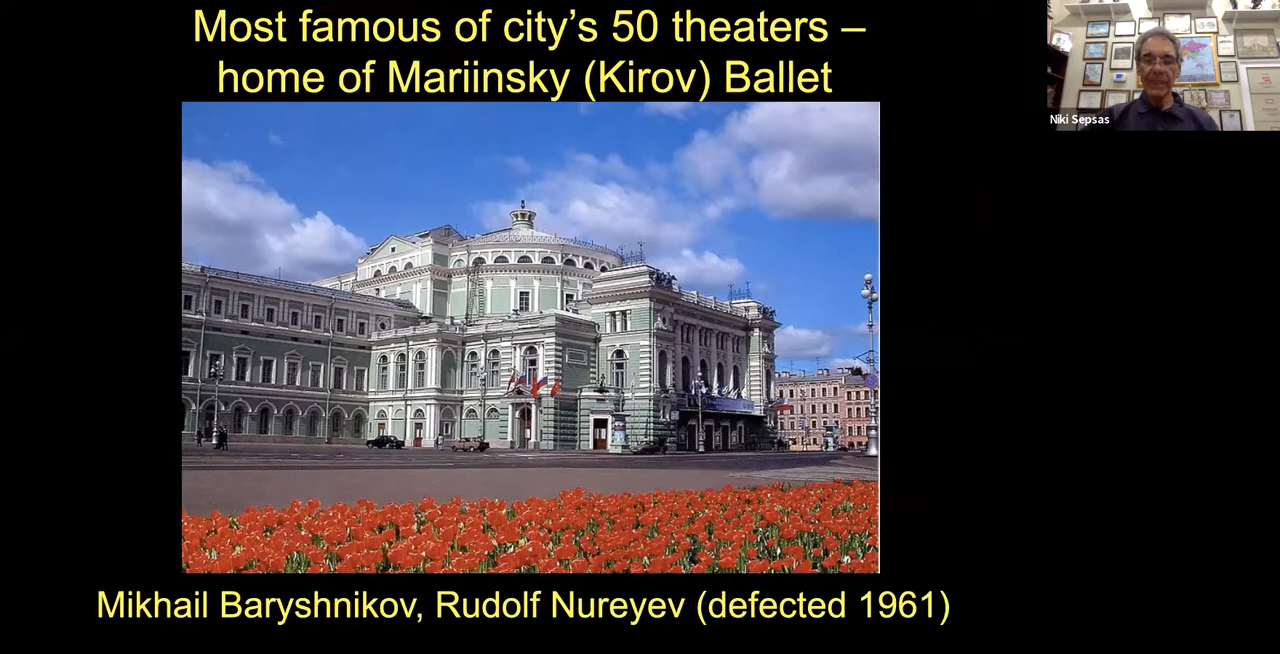 Most famous of city’s 50 theaters –
home of Mariinsky (Kirov) Ballet
Niki Sepsas
Mikhail Baryshnikov, Rudolf Nureyev (defected 1961)